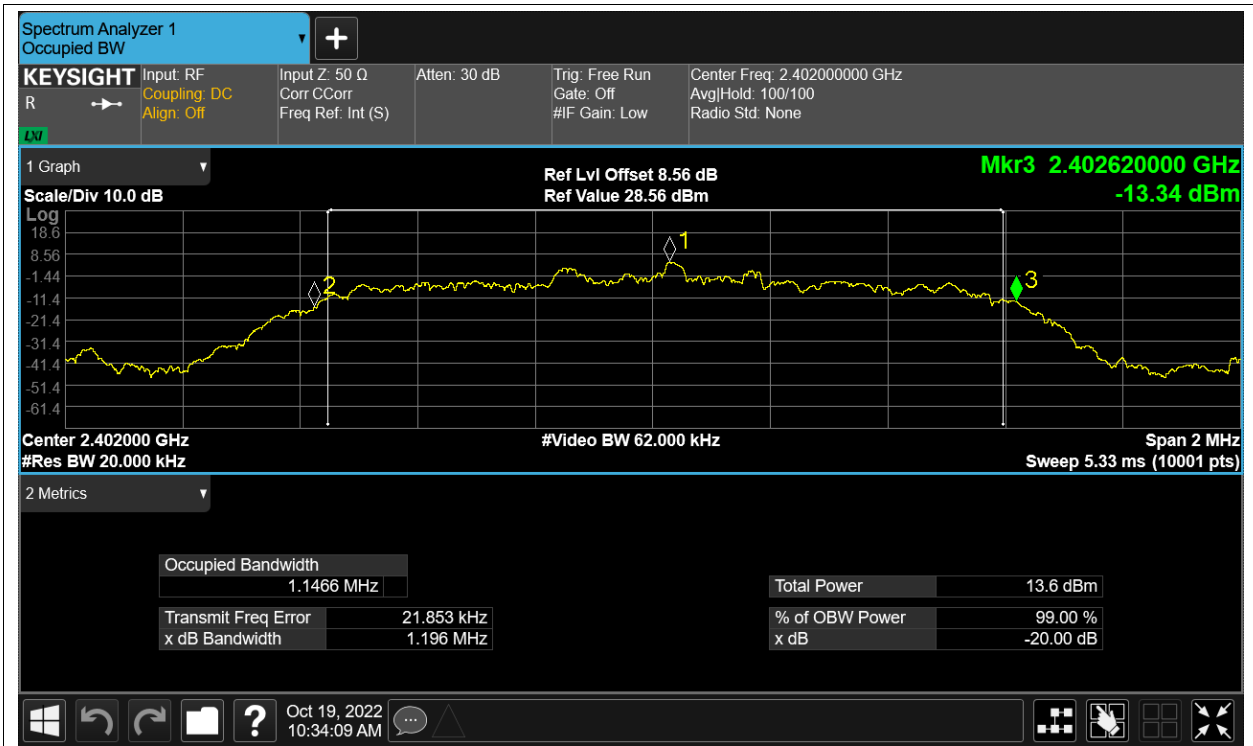 Spectrum Analyzer 1
Occupied BW
KEYSIGHT
R
LXI
Input: RF
Coupling: DC
Align: Off
Input Z: 50 Ω
Corr CCorr
Freq Ref: Int (S)
Atten: 30 dB
Trig: Free Run
Gate: Off
#IF Gain: Low
Center Freq: 2.402000000 GHz
Avg|Hold: 100/100
Radio Std: None
1 Graph
Scale/Div 10.0 dB
Ref Lvl Offset 8.56 dB
Ref Value 28.56 dBm
Mkr3 2.402620000 GHz
-13.34 dBm
Log
18.6
8.56
-1.44
-11.4
-21.4
-31.4
-41.4
-51.4
-61.4
1
2
3
Center 2.402000 GHz
#Res BW 20.000 kHz
#Video BW 62.000 kHz
Span 2 MHz
Sweep 5.33 ms (10001 pts)
2 Metrics
Occupied Bandwidth
1.1466 MHz
Transmit Freq Error 21.853 kHz
x dB Bandwidth 1.196 MHz
Total Power 13.6 dBm
% of OBW Power 99.00 %
x dB -20.00 dB
?
Oct 19, 2022
10:34:09 AM